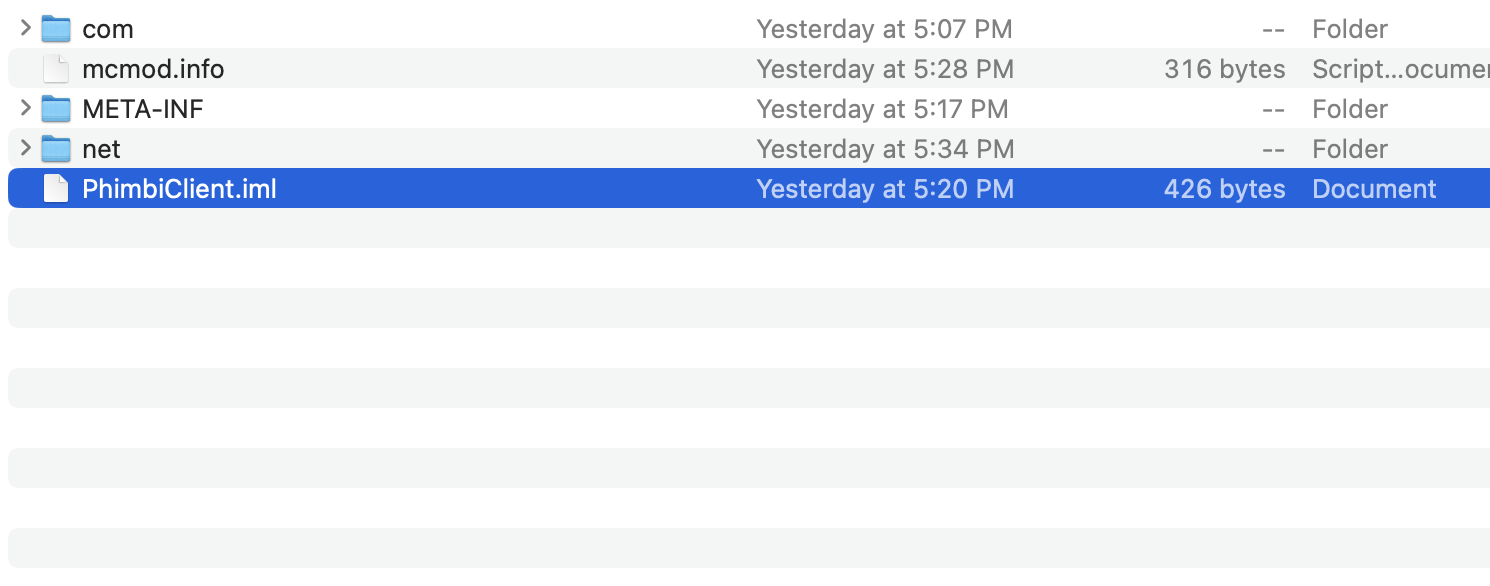 com Yesterday at 5:07 PM -- Folder
mcmod.info Yesterday at 5:28 PM 316 bytes Script...ocumen
META-INF Yesterday at 5:17 PM -- Folder
net Yesterday at 5:34 PM -- Folder
PhimbiClient.iml Yesterday at 5:20 PM 426 bytes Document